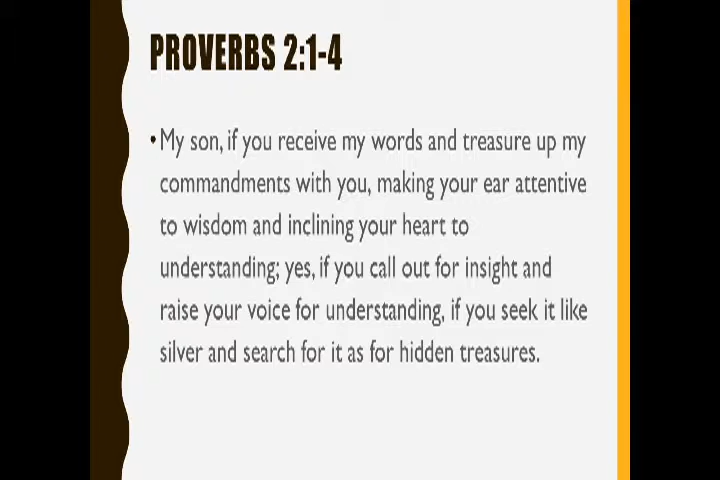 PROVERBS 2:1-4
•My son, if you receive my words and treasure up my
commandments with you, making your ear attentive
to wisdom and inclining your heart to
understanding; yes, if you call out for insight and
raise your voice for understanding, if you seek it like
silver and search for it as for hidden treasures.